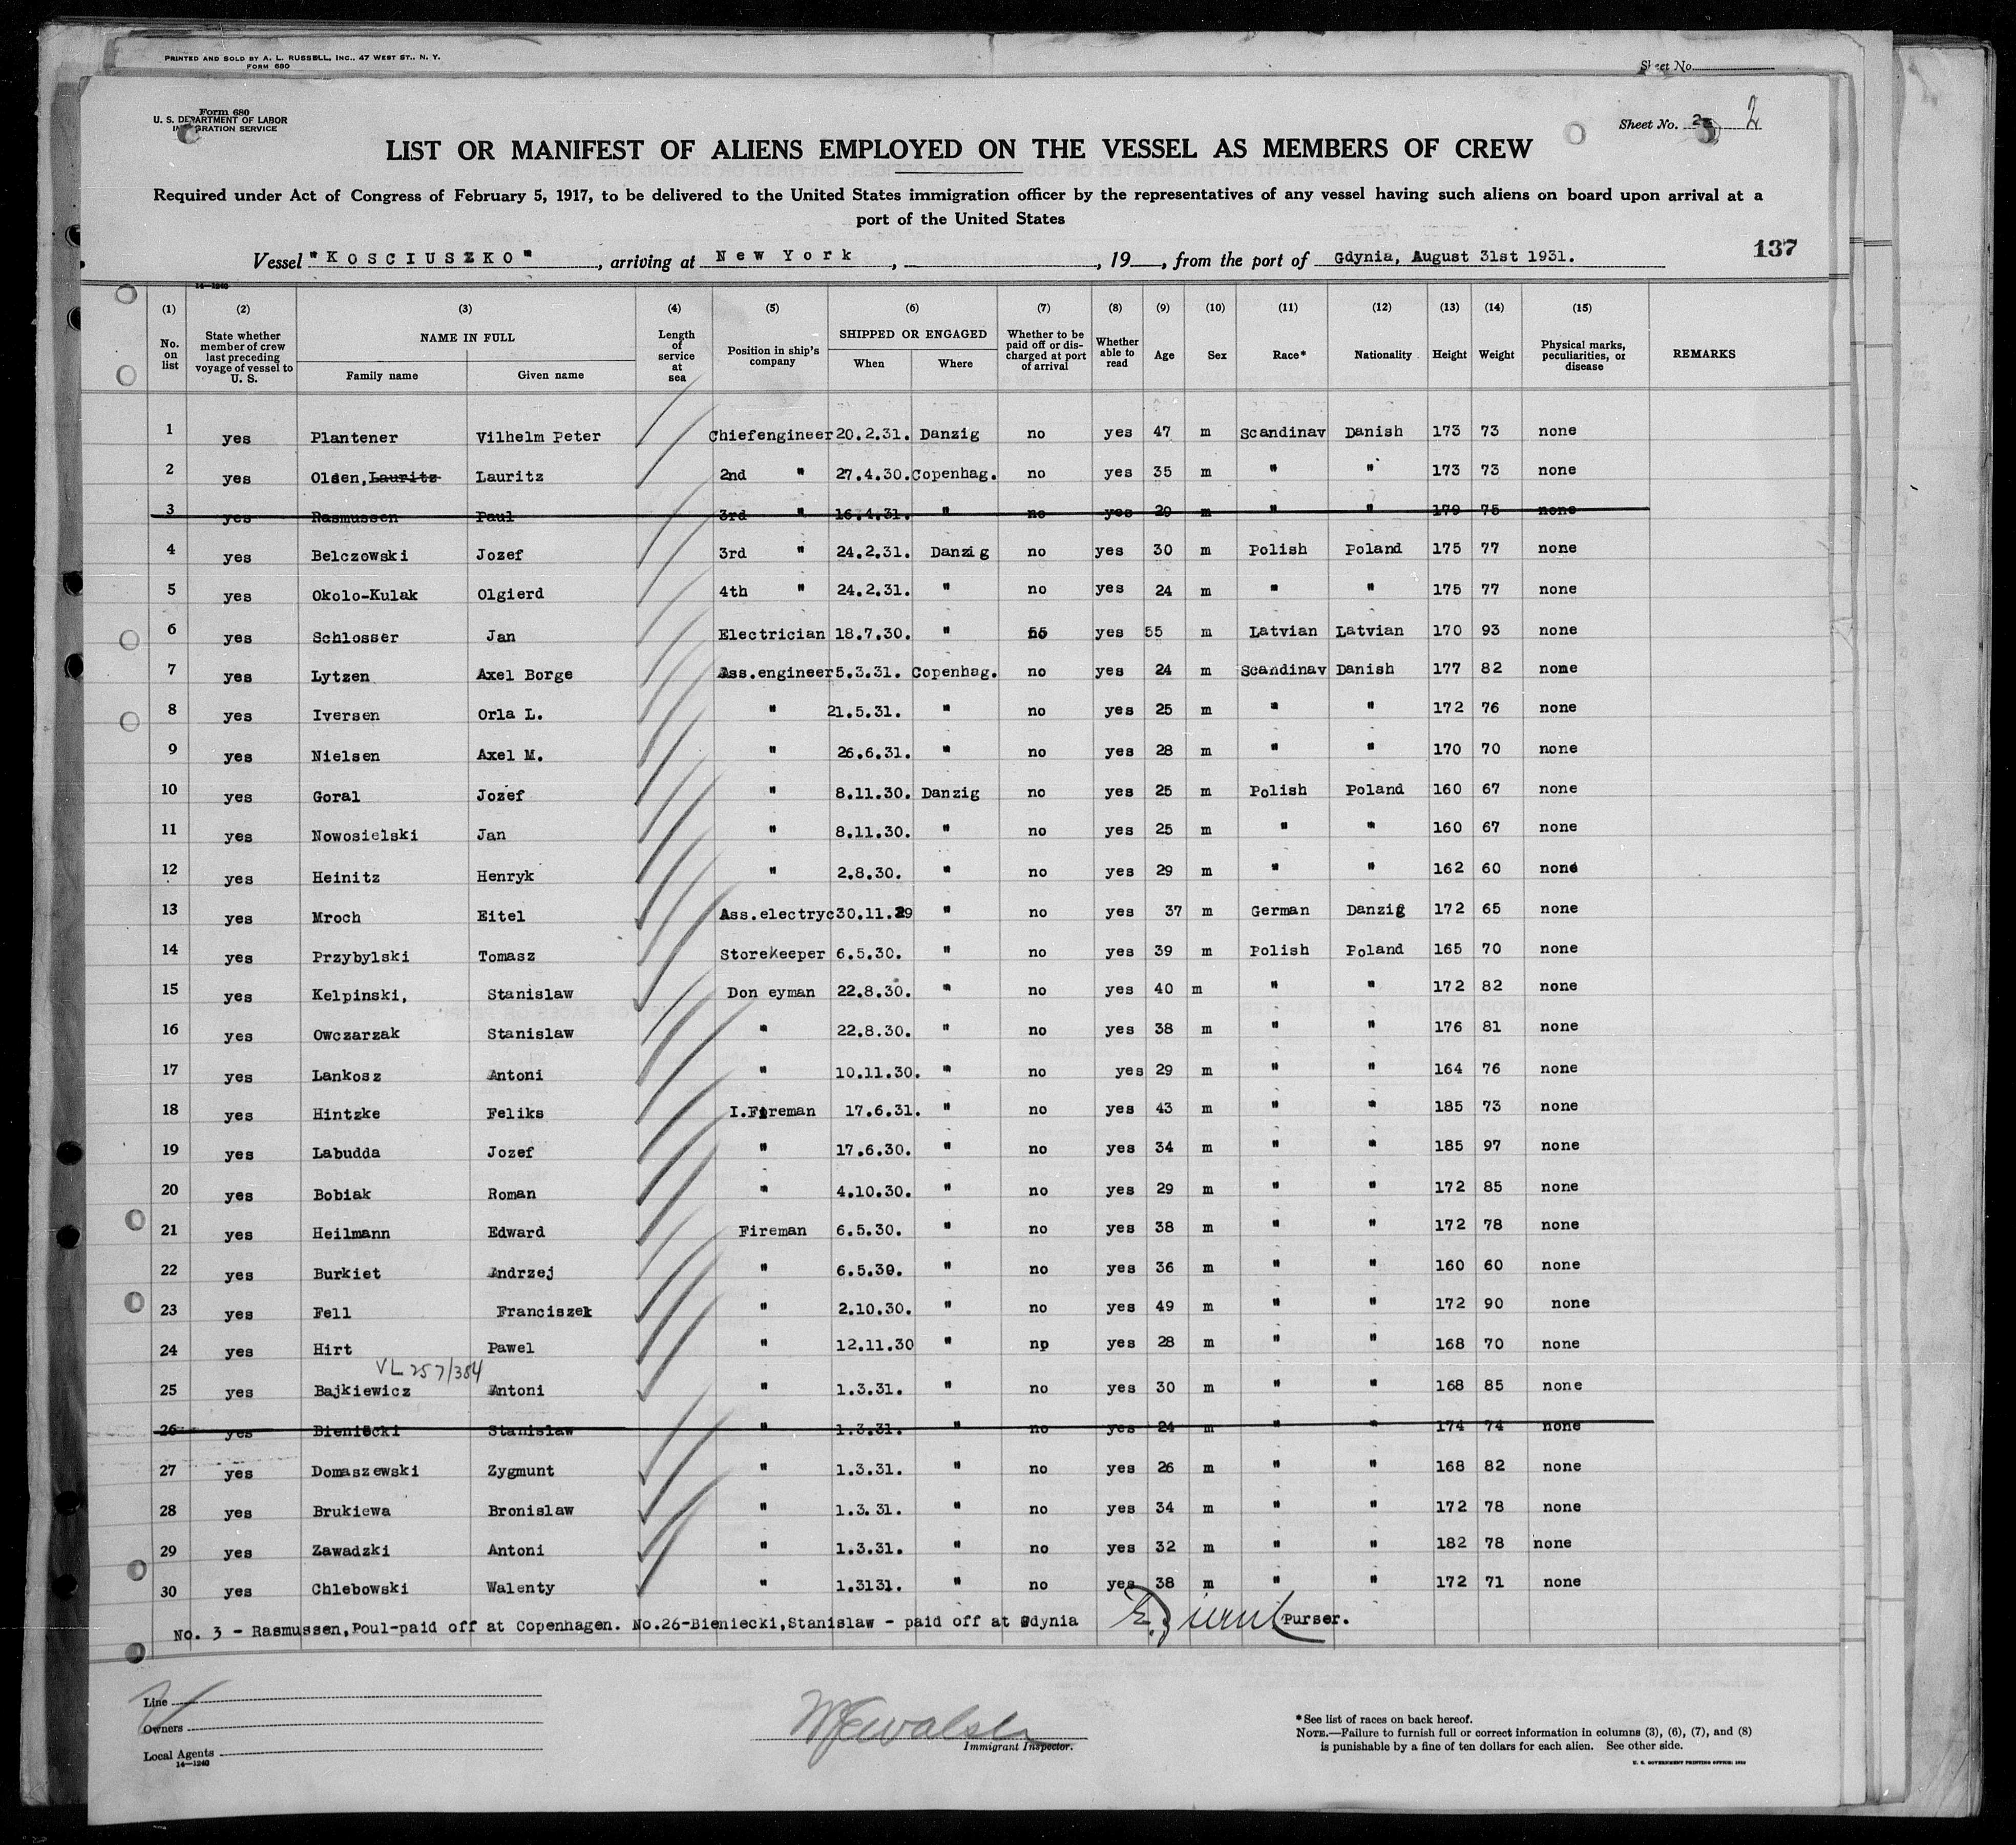 PRINTED AND SOLD BY A. L. RUSSELL, INC., 47 WEST ST., N. Y.
FORM 680
Sheet No.
Form 680
U. S. DEPARTMENT OF LABOR
IMMIGRATION SERVICE
Sheet No. 2 2
LIST OR MANIFEST OF ALIENS EMPLOYED ON THE VESSEL AS MEMBERS OF CREW
Required under Act of Congress of February 5, 1917, to be delivered to the United States immigration officer by the representatives of any vessel having such aliens on board upon arrival at a
port of the United States
Vessel "KOSCIUSZKO", arriving at New York, , 19 , from the port of Gdynia, August 31st 1931. 137
14—1240
(1) (2) (3) (4) (5) (6) (7) (8) (9) (10) (11) (12) (13) (14) (15)
No. on list | State whether member of crew last preceding voyage of vessel to U. S. | NAME IN FULL Family name Given name | Length of service at sea | Position in ship's company | SHIPPED OR ENGAGED When Where | Whether to be paid off or discharged at port of arrival | Whether able to read | Age | Sex | Race* | Nationality | Height | Weight | Physical marks, peculiarities, or disease | REMARKS
1 yes Plantener Vilhelm Peter Chiefengineer 20.2.31. Danzig no yes 47 m Scandinav Danish 173 73 none
2 yes Olsen, Lauritz Lauritz 2nd " 27.4.30. Copenhag. no yes 35 m " " 173 73 none
3 yes Rasmussen Paul 3rd " 16.4.31. " no yes 29 m " " 179 75 none
4 yes Belczowski Jozef 3rd " 24.2.31. Danzig no yes 30 m Polish Poland 175 77 none
5 yes Okolo-Kulak Olgierd 4th " 24.2.31. " no yes 24 m " " 175 77 none
6 yes Schlosser Jan Electrician 18.7.30. " no yes 55 m Latvian Latvian 170 93 none
7 yes Lytzen Axel Borge Ass.engineer 5.3.31. Copenhag. no yes 24 m Scandinav Danish 177 82 none
8 yes Iversen Orla L. " 21.5.31. " no yes 25 m " " 172 76 none
9 yes Nielsen Axel M. " 26.6.31. " no yes 28 m " " 170 70 none
10 yes Goral Jozef " 8.11.30. Danzig no yes 25 m Polish Poland 160 67 none
11 yes Nowosielski Jan " 8.11.30. " no yes 25 m " " 160 67 none
12 yes Heinitz Henryk " 2.8.30. " no yes 29 m " " 162 60 none
13 yes Mroch Eitel Ass.electryc 30.11.29 " no yes 37 m German Danzig 172 65 none
14 yes Przybylski Tomasz Storekeeper 6.5.30. " no yes 39 m Polish Poland 165 70 none
15 yes Kelpinski, Stanislaw Don eyman 22.8.30. " no yes 40 m " " 172 82 none
16 yes Owczarzak Stanislaw " 22.8.30. " no yes 38 m " " 176 81 none
17 yes Lankosz Antoni " 10.11.30. " no yes 29 m " " 164 76 none
18 yes Hintzke Feliks I.Fireman 17.6.31. " no yes 43 m " " 185 73 none
19 yes Labudda Jozef " 17.6.30. " no yes 34 m " " 185 97 none
20 yes Bobiak Roman " 4.10.30. " no yes 29 m " " 172 85 none
21 yes Heilmann Edward Fireman 6.5.30. " no yes 38 m " " 172 78 none
22 yes Burkiet Andrzej " 6.5.30. " no yes 36 m " " 160 60 none
23 yes Fell Franciszek " 2.10.30. " no yes 49 m " " 172 90 none
24 yes Hirt Pawel " 12.11.30 " np yes 28 m " " 168 70 none
VL 257/384
25 yes Bajkiewicz Antoni " 1.3.31. " no yes 30 m " " 168 85 none
26 yes Bieniecki Stanislaw " 1.3.31. " no yes 24 m " " 174 74 none
27 yes Domaszewski Zygmunt " 1.3.31. " no yes 26 m " " 168 82 none
28 yes Brukiewa Bronislaw " 1.3.31. " no yes 34 m " " 172 78 none
29 yes Zawadzki Antoni " 1.3.31. " no yes 32 m " " 182 78 none
30 yes Chlebowski Walenty " 1.3131. " no yes 38 m " " 172 71 none
No. 3 - Rasmussen,Poul-paid off at Copenhagen. No.26-Bieniecki,Stanislaw - paid off at Gdynia Purser.
Line
Owners
Local Agents
14—1240
Immigrant Inspector.
*See list of races on back hereof.
NOTE.—Failure to furnish full or correct information in columns (3), (6), (7), and (8)
is punishable by a fine of ten dollars for each alien. See other side.
U. S. GOVERNMENT PRINTING OFFICE: